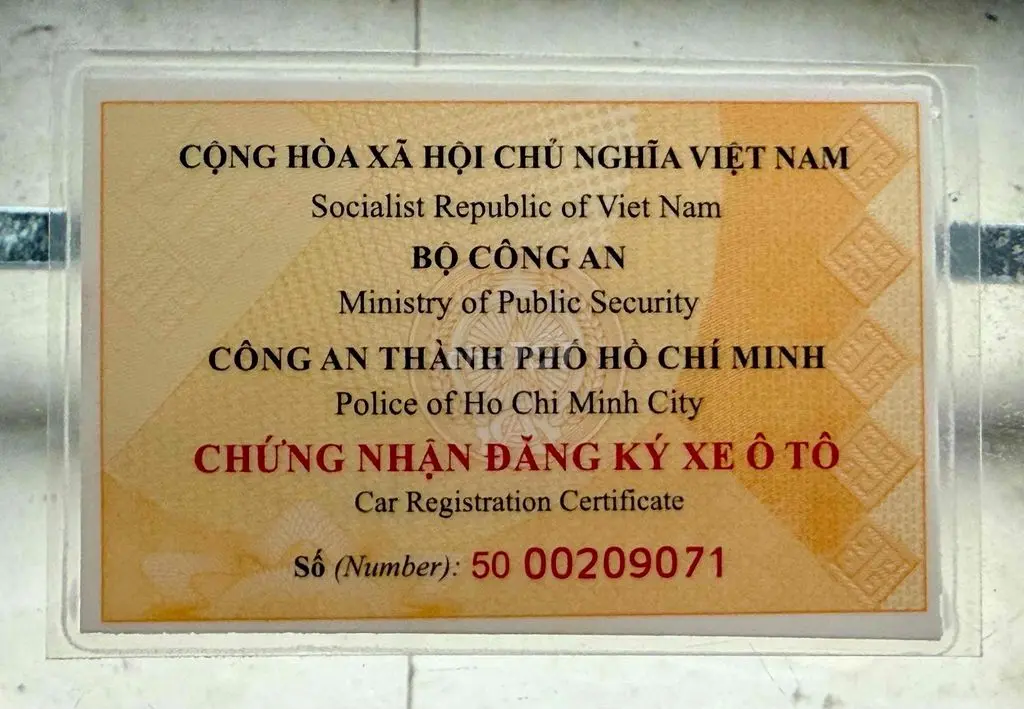 CỘNG HÒA XÃ HỘI CHỦ NGHĨA VIỆT NAM
Socialist Republic of Viet Nam
BỘ CÔNG AN
Ministry of Public Security
CÔNG AN THÀNH PHỐ HỒ CHÍ MINH
Police of Ho Chi Minh City
CHỨNG NHẬN ĐĂNG KÝ XE Ô TÔ
Car Registration Certificate
Số (Number): 50 00209071